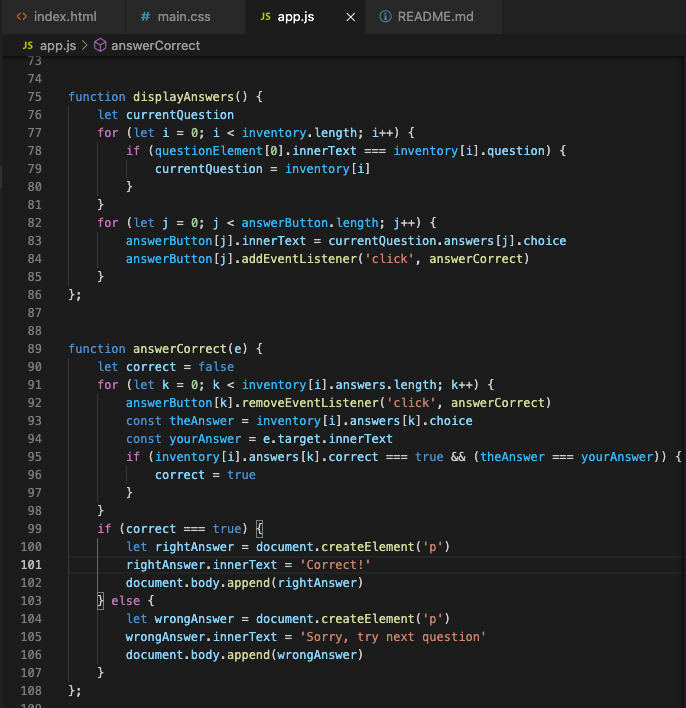 index.html # main.css JS app.js × README.md
JS app.js > answerCorrect
73
74
75 function displayAnswers() {
76 let currentQuestion
77 for (let i = 0; i < inventory.length; i++) {
78 if (questionElement[0].innerText === inventory[i].question) {
79 currentQuestion = inventory[i]
80 }
81 }
82 for (let j = 0; j < answerButton.length; j++) {
83 answerButton[j].innerText = currentQuestion.answers[j].choice
84 answerButton[j].addEventListener('click', answerCorrect)
85 }
86 };
87
88
89 function answerCorrect(e) {
90 let correct = false
91 for (let k = 0; k < inventory[i].answers.length; k++) {
92 answerButton[k].removeEventListener('click', answerCorrect)
93 const theAnswer = inventory[i].answers[k].choice
94 const yourAnswer = e.target.innerText
95 if (inventory[i].answers[k].correct === true && (theAnswer === yourAnswer)) {
96 correct = true
97 }
98 }
99 if (correct === true) {
100 let rightAnswer = document.createElement('p')
101 rightAnswer.innerText = 'Correct!'
102 document.body.append(rightAnswer)
103 } else {
104 let wrongAnswer = document.createElement('p')
105 wrongAnswer.innerText = 'Sorry, try next question'
106 document.body.append(wrongAnswer)
107 }
108 };
109